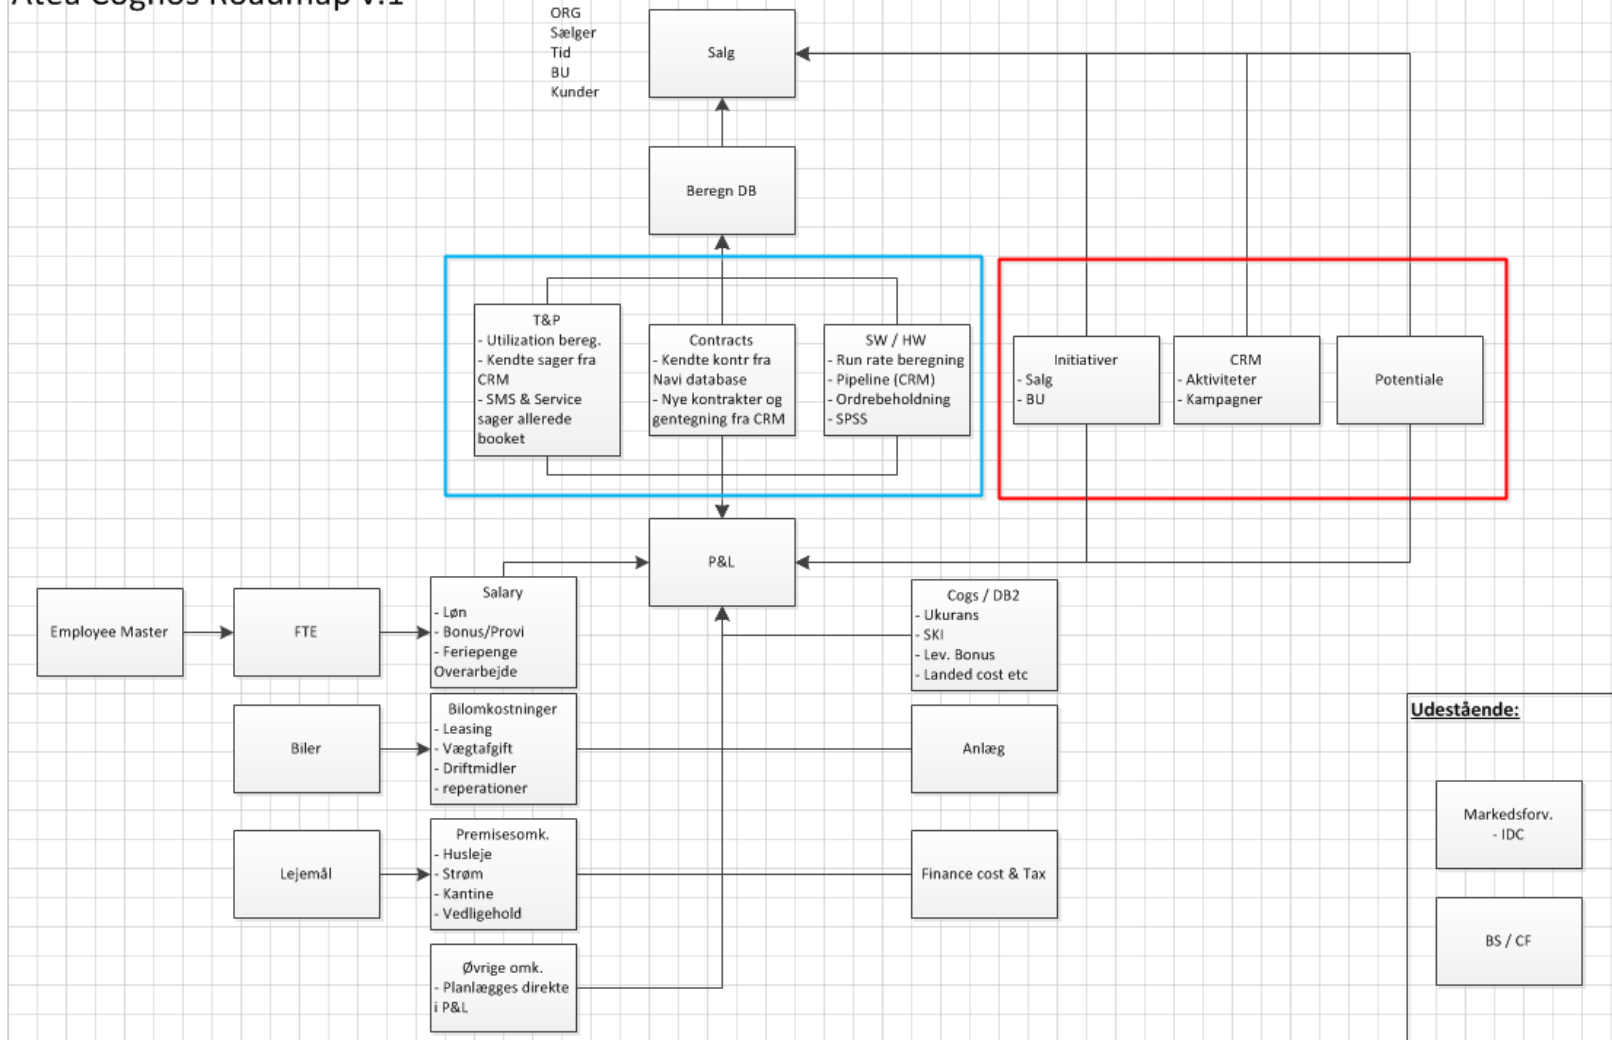 Atea Cognos Roadmap v.1
ORG
Sælger
Tid
BU
Kunder
Salg
Beregn DB
T&P
- Utilization bereg.
- Kendte sager fra
CRM
- SMS & Service
sager allerede
booket
Contracts
- Kendte kontr fra
Navi database
- Nye kontrakter og
gentegning fra CRM
SW / HW
- Run rate beregning
- Pipeline (CRM)
- Ordrebeholdning
- SPSS
Initiativer
- Salg
- BU
CRM
- Aktiviteter
- Kampagner
Potentiale
P&L
Employee Master
FTE
Salary
- Løn
- Bonus/Provi
- Feriepenge
Overarbejde
Cogs / DB2
- Ukurans
- SKI
- Lev. Bonus
- Landed cost etc
Biler
Bilomkostninger
- Leasing
- Vægtafgift
- Driftmidler
- reperationer
Anlæg
Lejemål
Premisesomk.
- Husleje
- Strøm
- Kantine
- Vedligehold
Finance cost & Tax
Øvrige omk.
- Planlægges direkte
i P&L
Udestående:
Markedsforv.
- IDC
BS / CF